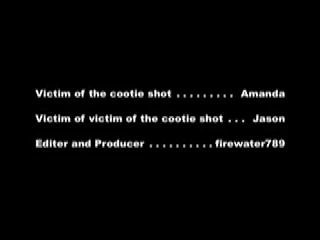 Victim of the cootie shot ......... Amanda
Victim of victim of the cootie shot ... Jason
Editer and Producer ..........firewater789